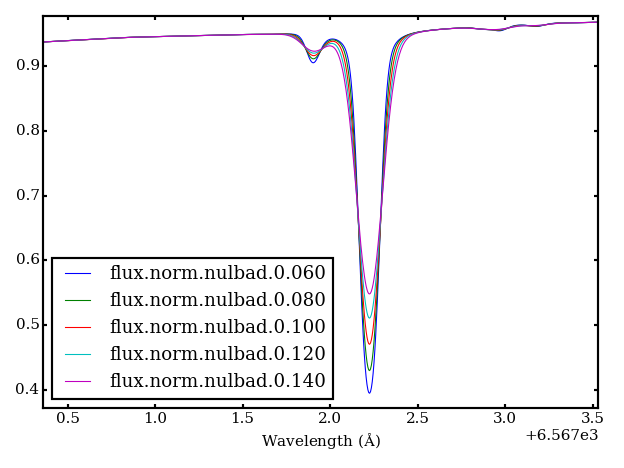 0.9
0.8
0.7
0.6
0.5
0.4
flux.norm.nulbad.0.060
flux.norm.nulbad.0.080
flux.norm.nulbad.0.100
flux.norm.nulbad.0.120
flux.norm.nulbad.0.140
0.5 1.0 1.5 2.0 2.5 3.0 3.5
+6.567e3
Wavelength (Å)